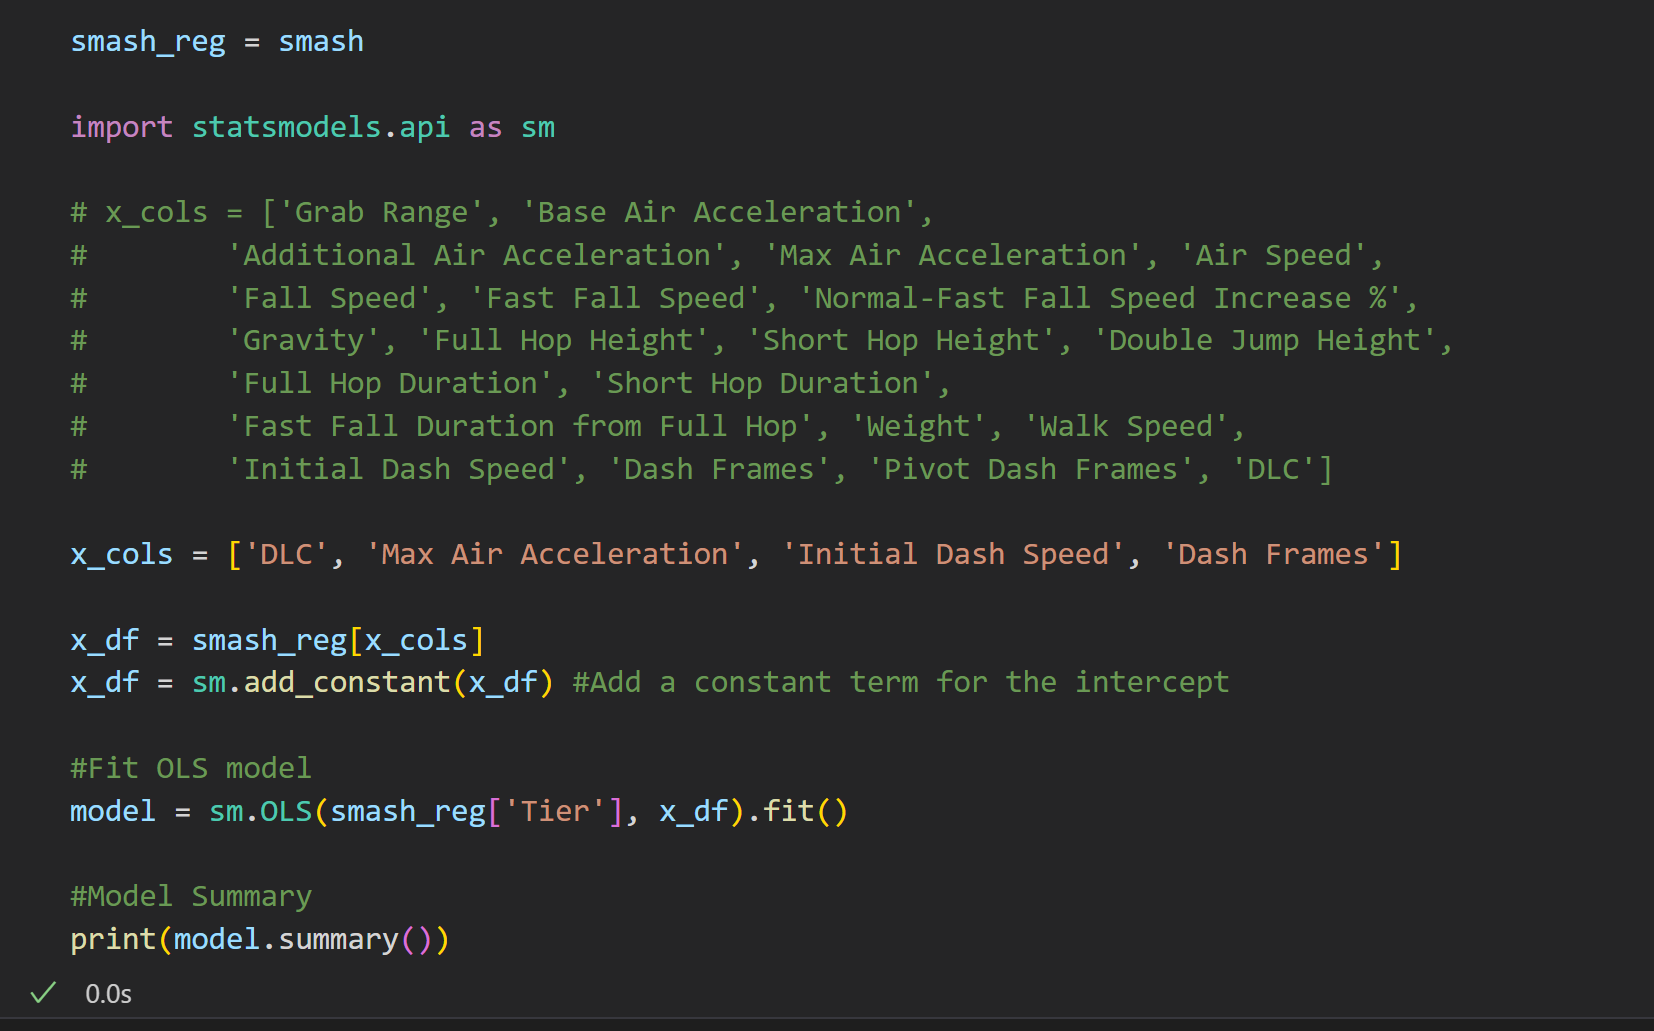 smash_reg = smash
import statsmodels.api as sm
# x_cols = ['Grab Range', 'Base Air Acceleration',
#        'Additional Air Acceleration', 'Max Air Acceleration', 'Air Speed',
#        'Fall Speed', 'Fast Fall Speed', 'Normal-Fast Fall Speed Increase %',
#        'Gravity', 'Full Hop Height', 'Short Hop Height', 'Double Jump Height',
#        'Full Hop Duration', 'Short Hop Duration',
#        'Fast Fall Duration from Full Hop', 'Weight', 'Walk Speed',
#        'Initial Dash Speed', 'Dash Frames', 'Pivot Dash Frames', 'DLC']
x_cols = ['DLC', 'Max Air Acceleration', 'Initial Dash Speed', 'Dash Frames']
x_df = smash_reg[x_cols]
x_df = sm.add_constant(x_df) #Add a constant term for the intercept
#Fit OLS model
model = sm.OLS(smash_reg['Tier'], x_df).fit()
#Model Summary
print(model.summary())
0.0s